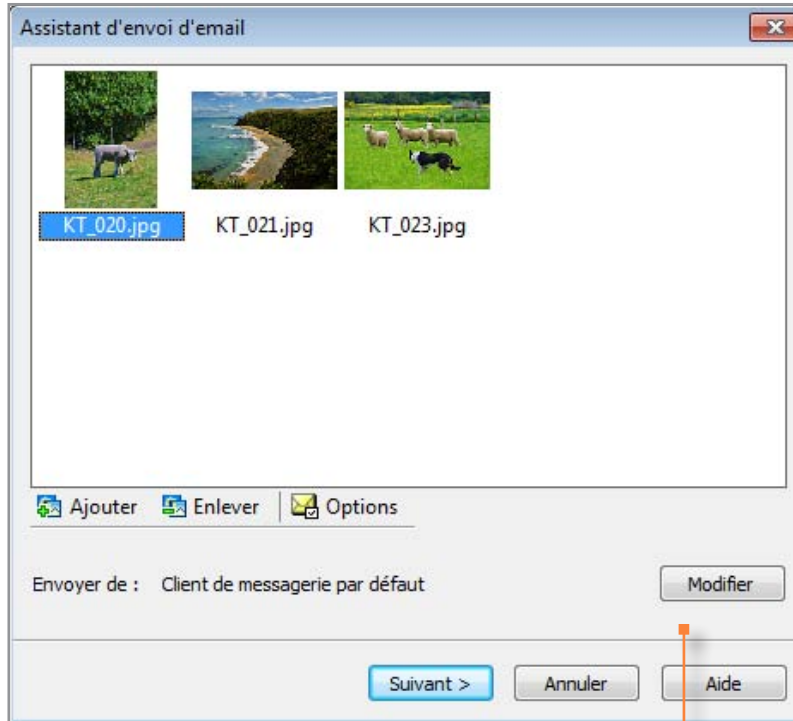 Assistant d'envoi d'email
KT_020.jpg KT_021.jpg KT_023.jpg
Ajouter Enlever Options
Envoyer de : Client de messagerie par défaut Modifier
Suivant > Annuler Aide